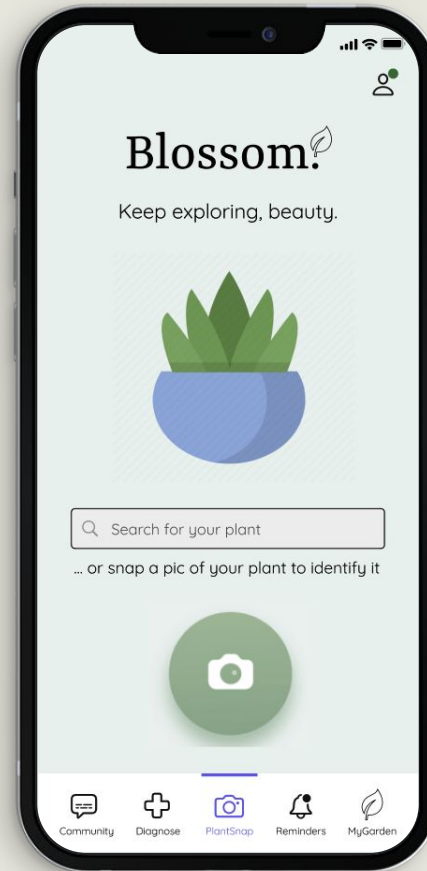 Blossom.
Keep exploring, beauty.
Search for your plant
... or snap a pic of your plant to identify it
Community
Diagnose
PlantSnap
Reminders
MyGarden